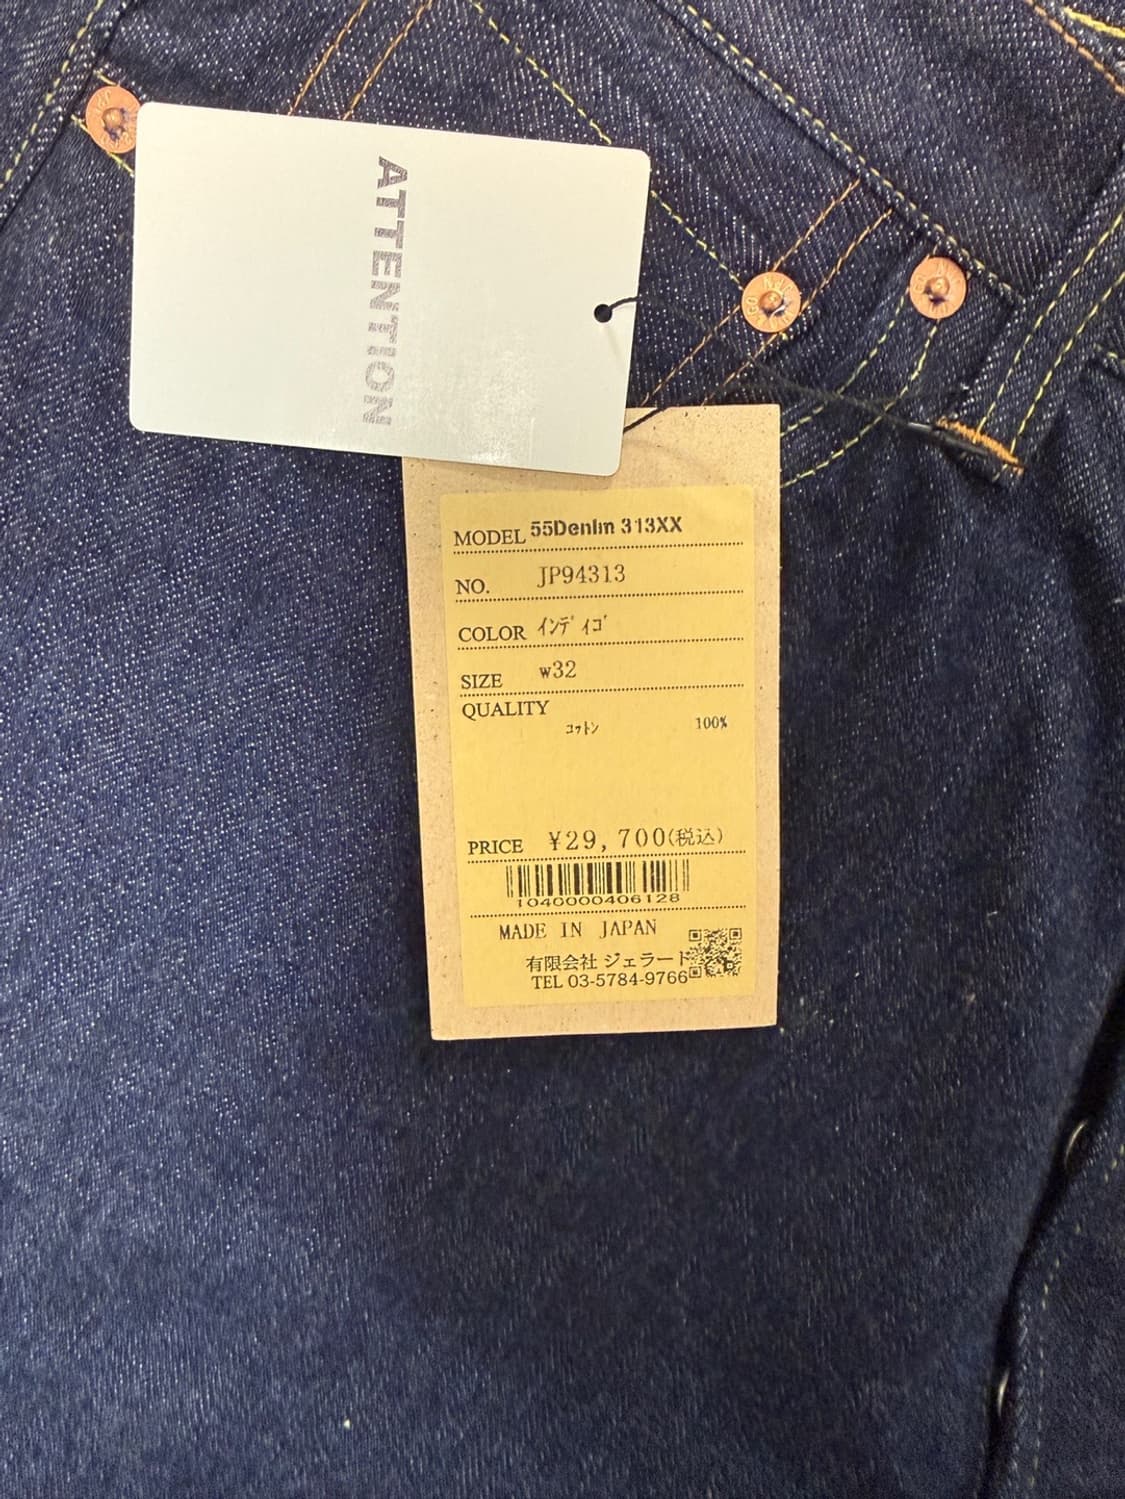 ATTENTION
MODEL 55Denim 313XX
NO. JP94313
COLOR ｲﾝﾃﾞｨｺﾞ
SIZE w32
QUALITY
ｺｯﾄﾝ 100%
PRICE ¥29,700(税込)
1040000406128
MADE IN JAPAN
有限会社 ジェラード
TEL 03-5784-9766